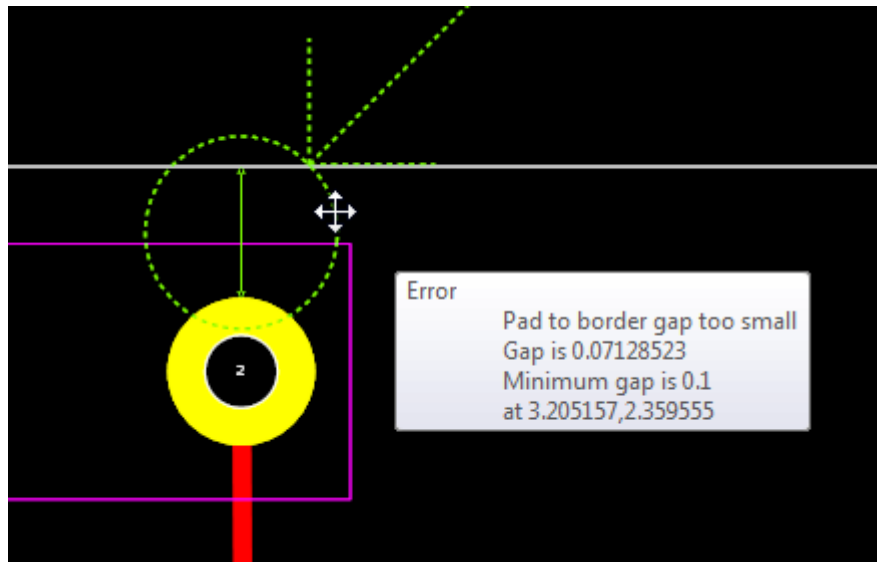 2
Error
Pad to border gap too small
Gap is 0.07128523
Minimum gap is 0.1
at 3.205157,2.359555